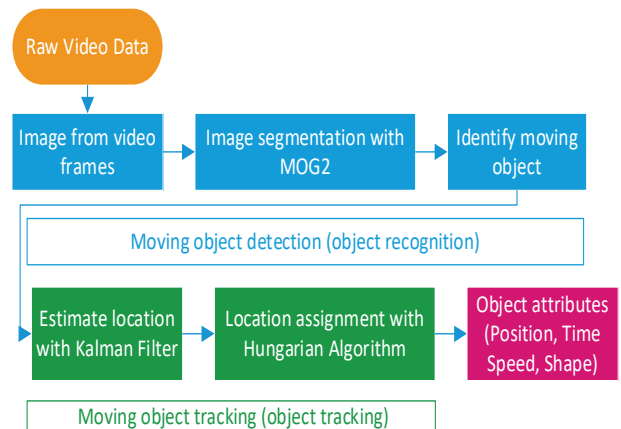 Raw Video Data
Image from video
frames
Image segmentation with
MOG2
Identify moving
object
Moving object detection (object recognition)
Estimate location
with Kalman Filter
Location assignment with
Hungarian Algorithm
Object attributes
(Position, Time
Speed, Shape)
Moving object tracking (object tracking)